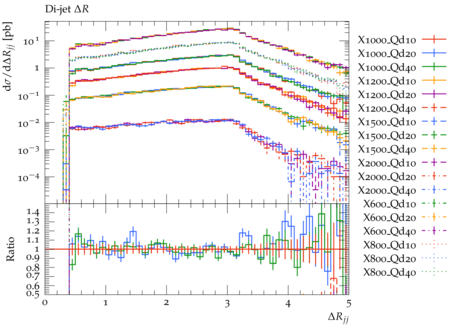 Di-jet ΔR
dσ/dΔR_jj [pb]
10^1
1
10^−1
10^−2
10^−3
10^−4
X1000_Qd10
X1000_Qd20
X1000_Qd40
X1200_Qd10
X1200_Qd20
X1200_Qd40
X1500_Qd10
X1500_Qd20
X1500_Qd40
X2000_Qd10
X2000_Qd20
X2000_Qd40
X600_Qd10
X600_Qd20
X600_Qd40
X800_Qd10
X800_Qd20
X800_Qd40
Ratio
1.4
1.3
1.2
1.1
1.0
0.9
0.8
0.7
0.6
0.5
0 1 2 3 4 5
ΔR_jj